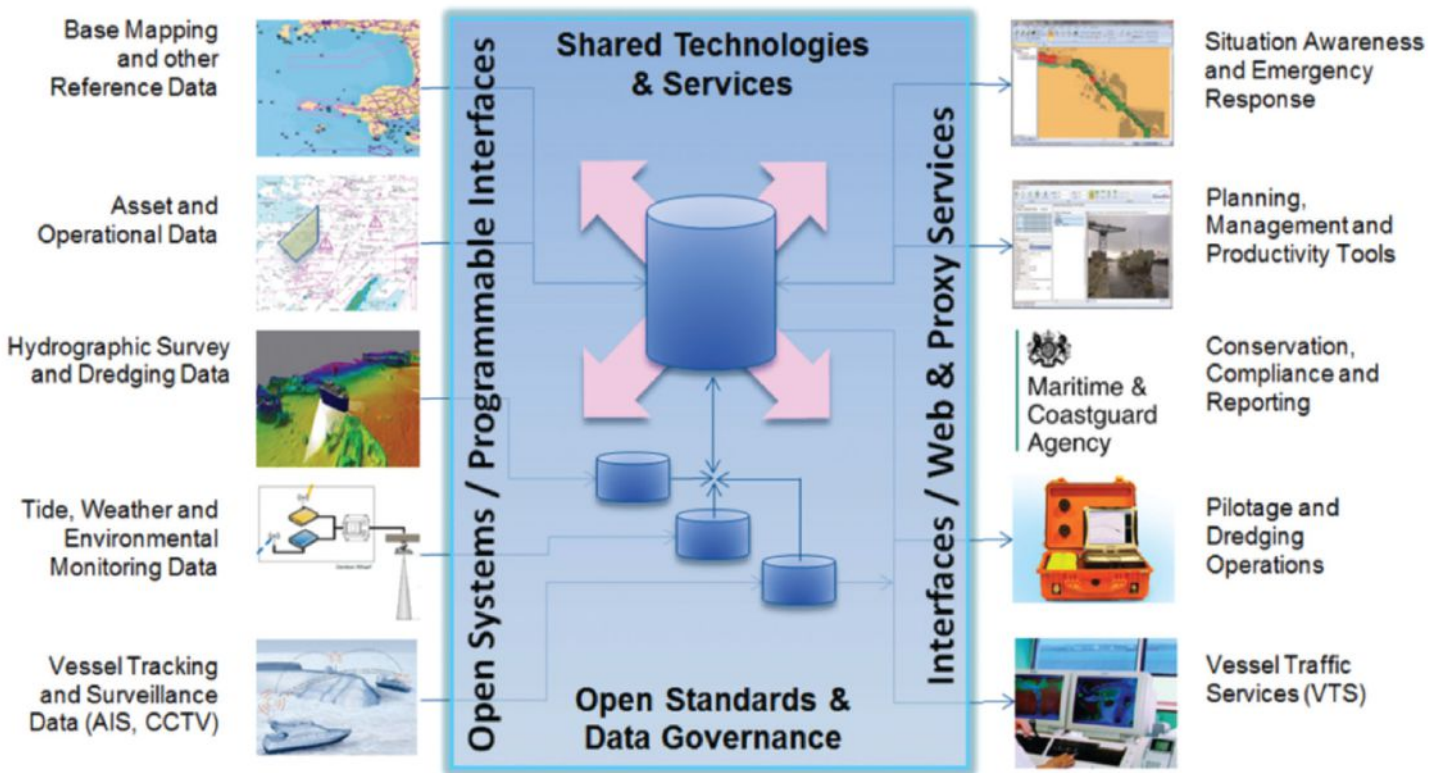 Base Mapping
and other
Reference Data
Asset and
Operational Data
Hydrographic Survey
and Dredging Data
Tide, Weather and
Environmental
Monitoring Data
Vessel Tracking
and Surveillance
Data (AIS, CCTV)
Open Systems / Programmable Interfaces
Shared Technologies
& Services
Open Standards &
Data Governance
Interfaces / Web & Proxy Services
Situation Awareness
and Emergency
Response
Planning,
Management and
Productivity Tools
Maritime &
Coastguard
Agency
Conservation,
Compliance and
Reporting
Pilotage and
Dredging
Operations
Vessel Traffic
Services (VTS)